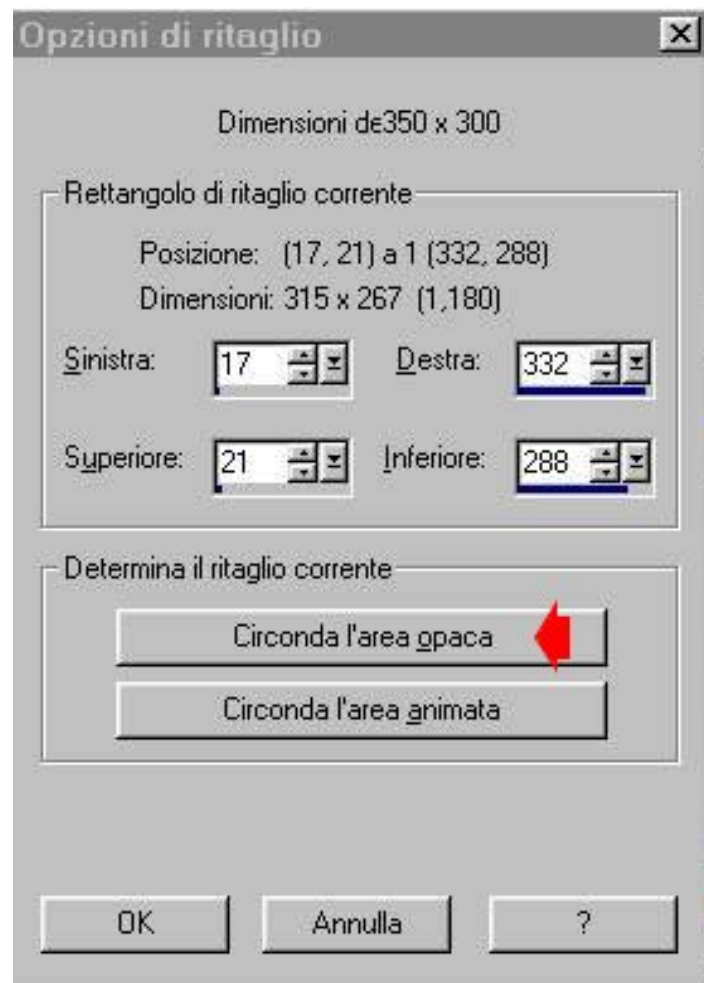 Opzioni di ritaglio
Dimensioni de350 x 300
Rettangolo di ritaglio corrente
Posizione: (17, 21) a 1 (332, 288)
Dimensioni: 315 x 267 (1,180)
Sinistra: 17 Destra: 332
Superiore: 21 Inferiore: 288
Determina il ritaglio corrente
Circonda l'area opaca
Circonda l'area animata
OK Annulla ?